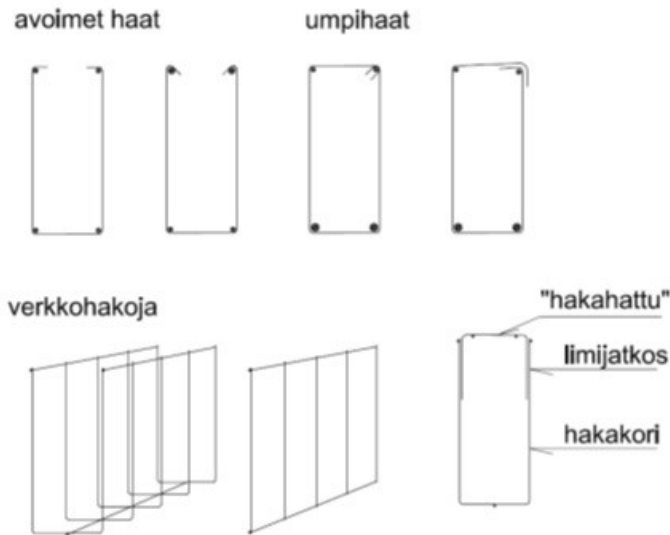 avoimet haat
umpihaat
verkkohakoja
"hakahattu"
limijatkos
hakakori